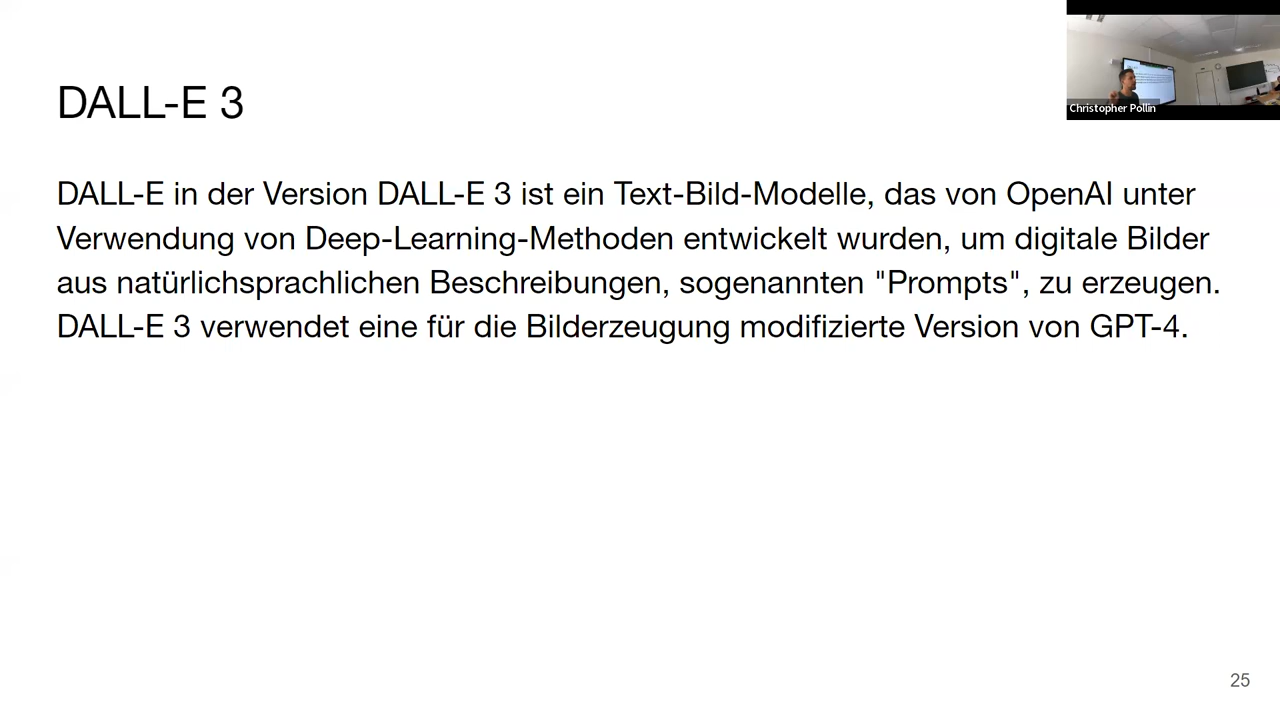 DALL-E 3
Christopher Pollin
DALL-E in der Version DALL-E 3 ist ein Text-Bild-Modelle, das von OpenAI unter
Verwendung von Deep-Learning-Methoden entwickelt wurden, um digitale Bilder
aus natürlichsprachlichen Beschreibungen, sogenannten "Prompts", zu erzeugen.
DALL-E 3 verwendet eine für die Bilderzeugung modifizierte Version von GPT-4.
25